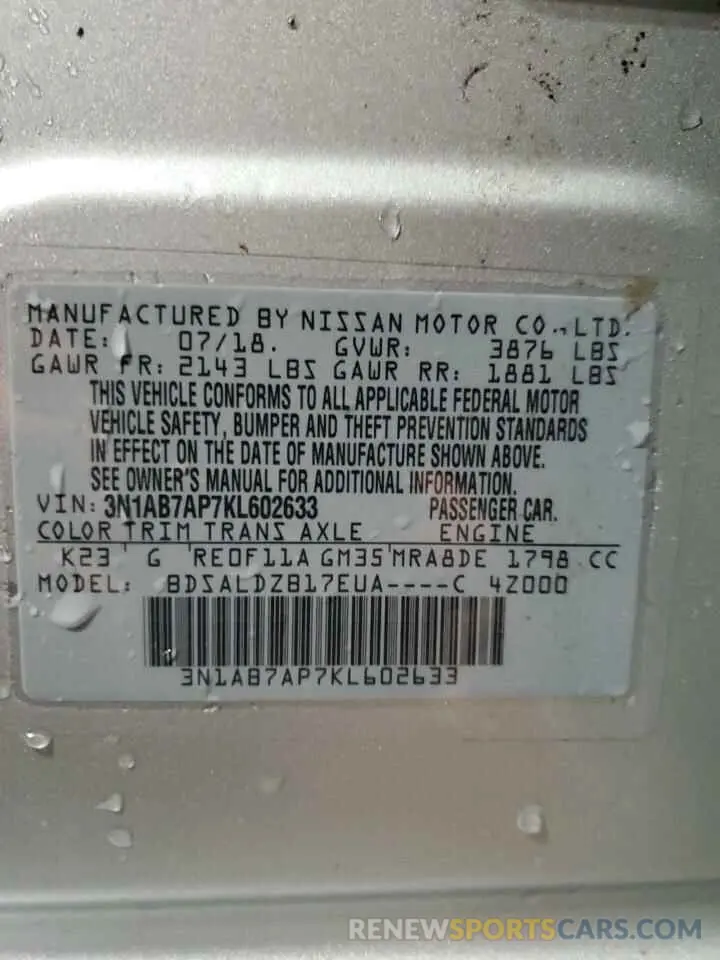 MANUFACTURED BY NISSAN MOTOR CO., LTD.
DATE: 07/18. GVWR: 3876 LBS
GAWR FR: 2143 LBS GAWR RR: 1881 LBS
THIS VEHICLE CONFORMS TO ALL APPLICABLE FEDERAL MOTOR
VEHICLE SAFETY, BUMPER AND THEFT PREVENTION STANDARDS
IN EFFECT ON THE DATE OF MANUFACTURE SHOWN ABOVE.
SEE OWNER'S MANUAL FOR ADDITIONAL INFORMATION.
VIN: 3N1AB7AP7KL602633 PASSENGER CAR.
COLOR TRIM TRANS AXLE ENGINE
K23 G RE0F11A GM35 MRA8DE 1798 CC
MODEL: BDSALDZB17EUA----C 4Z000
3N1AB7AP7KL602633
RENEWSPORTSCARS.COM